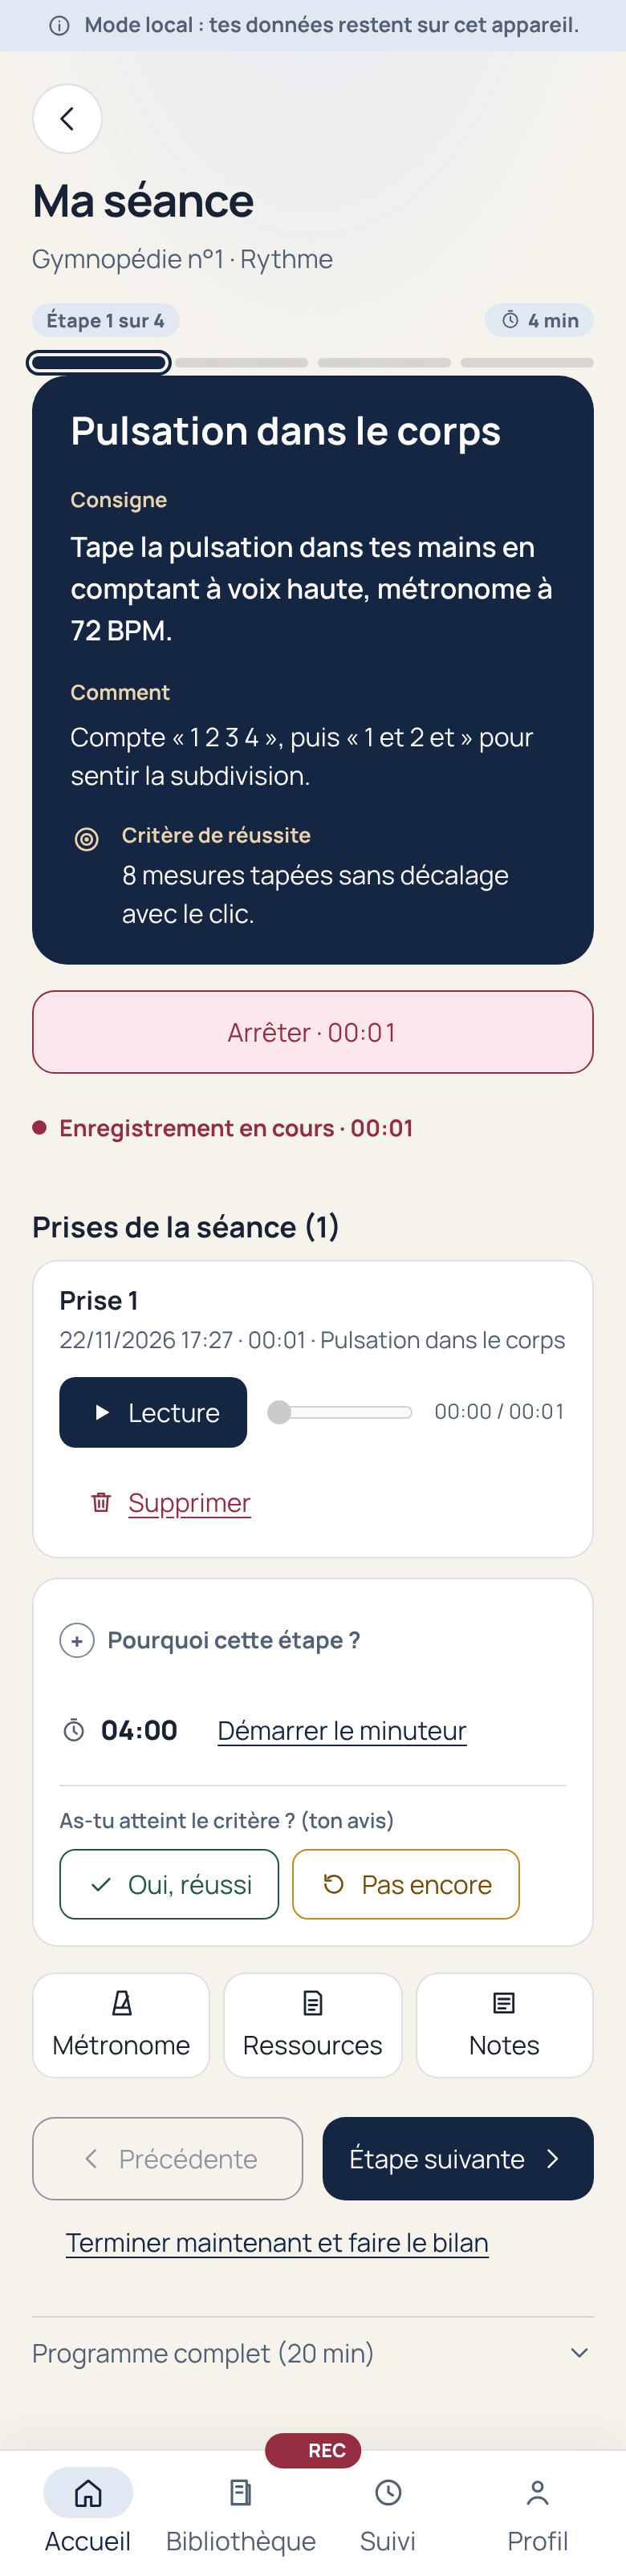 Mode local : tes données restent sur cet appareil.
Ma séance
Gymnopédie n°1 · Rythme
Étape 1 sur 4
4 min
Pulsation dans le corps
Consigne
Tape la pulsation dans tes mains en
comptant à voix haute, métronome à
72 BPM.
Comment
Compte « 1 2 3 4 », puis « 1 et 2 et » pour
sentir la subdivision.
Critère de réussite
8 mesures tapées sans décalage
avec le clic.
Arrêter · 00:01
Enregistrement en cours · 00:01
Prises de la séance (1)
Prise 1
22/11/2026 17:27 · 00:01 · Pulsation dans le corps
Lecture
00:00 / 00:01
Supprimer
Pourquoi cette étape ?
04:00
Démarrer le minuteur
As-tu atteint le critère ? (ton avis)
Oui, réussi
Pas encore
Métronome
Ressources
Notes
Précédente
Étape suivante
Terminer maintenant et faire le bilan
Programme complet (20 min)
REC
Accueil
Bibliothèque
Suivi
Profil